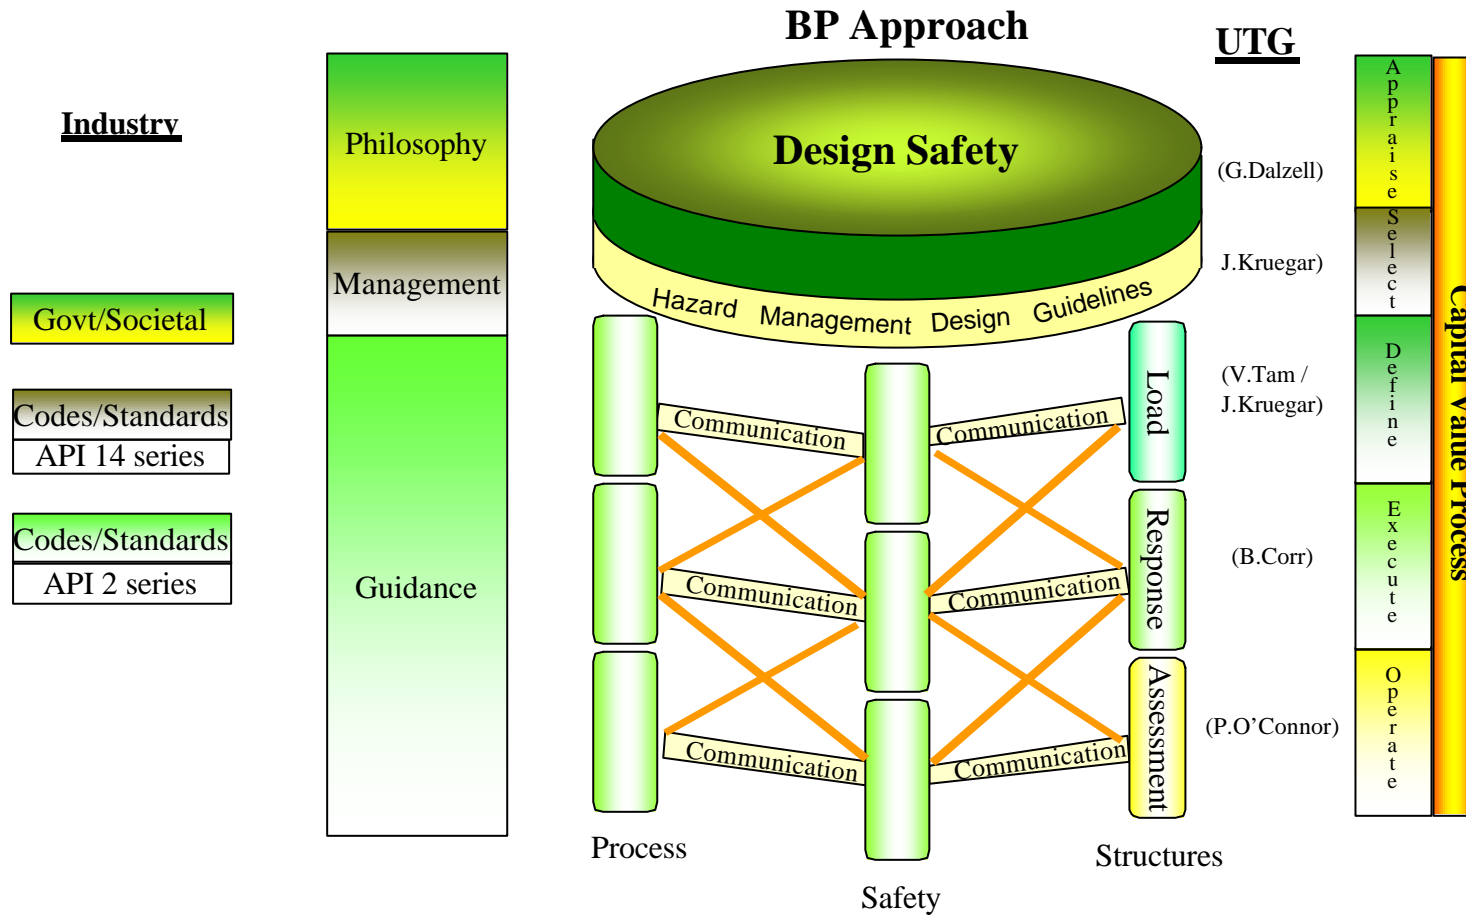 BP Approach
UTG
Industry
Philosophy
Management
Guidance
Govt/Societal
Codes/Standards
API 14 series
Codes/Standards
API 2 series
Design Safety
Hazard Management Design Guidelines
Communication
Communication
Communication
Communication
Communication
Communication
Load
Response
Assessment
Process
Safety
Structures
(G.Dalzell)
J.Kruegar)
(V.Tam /
J.Kruegar)
(B.Corr)
(P.O’Connor)
Appraise
Select
Define
Execute
Operate
Capital Value Process